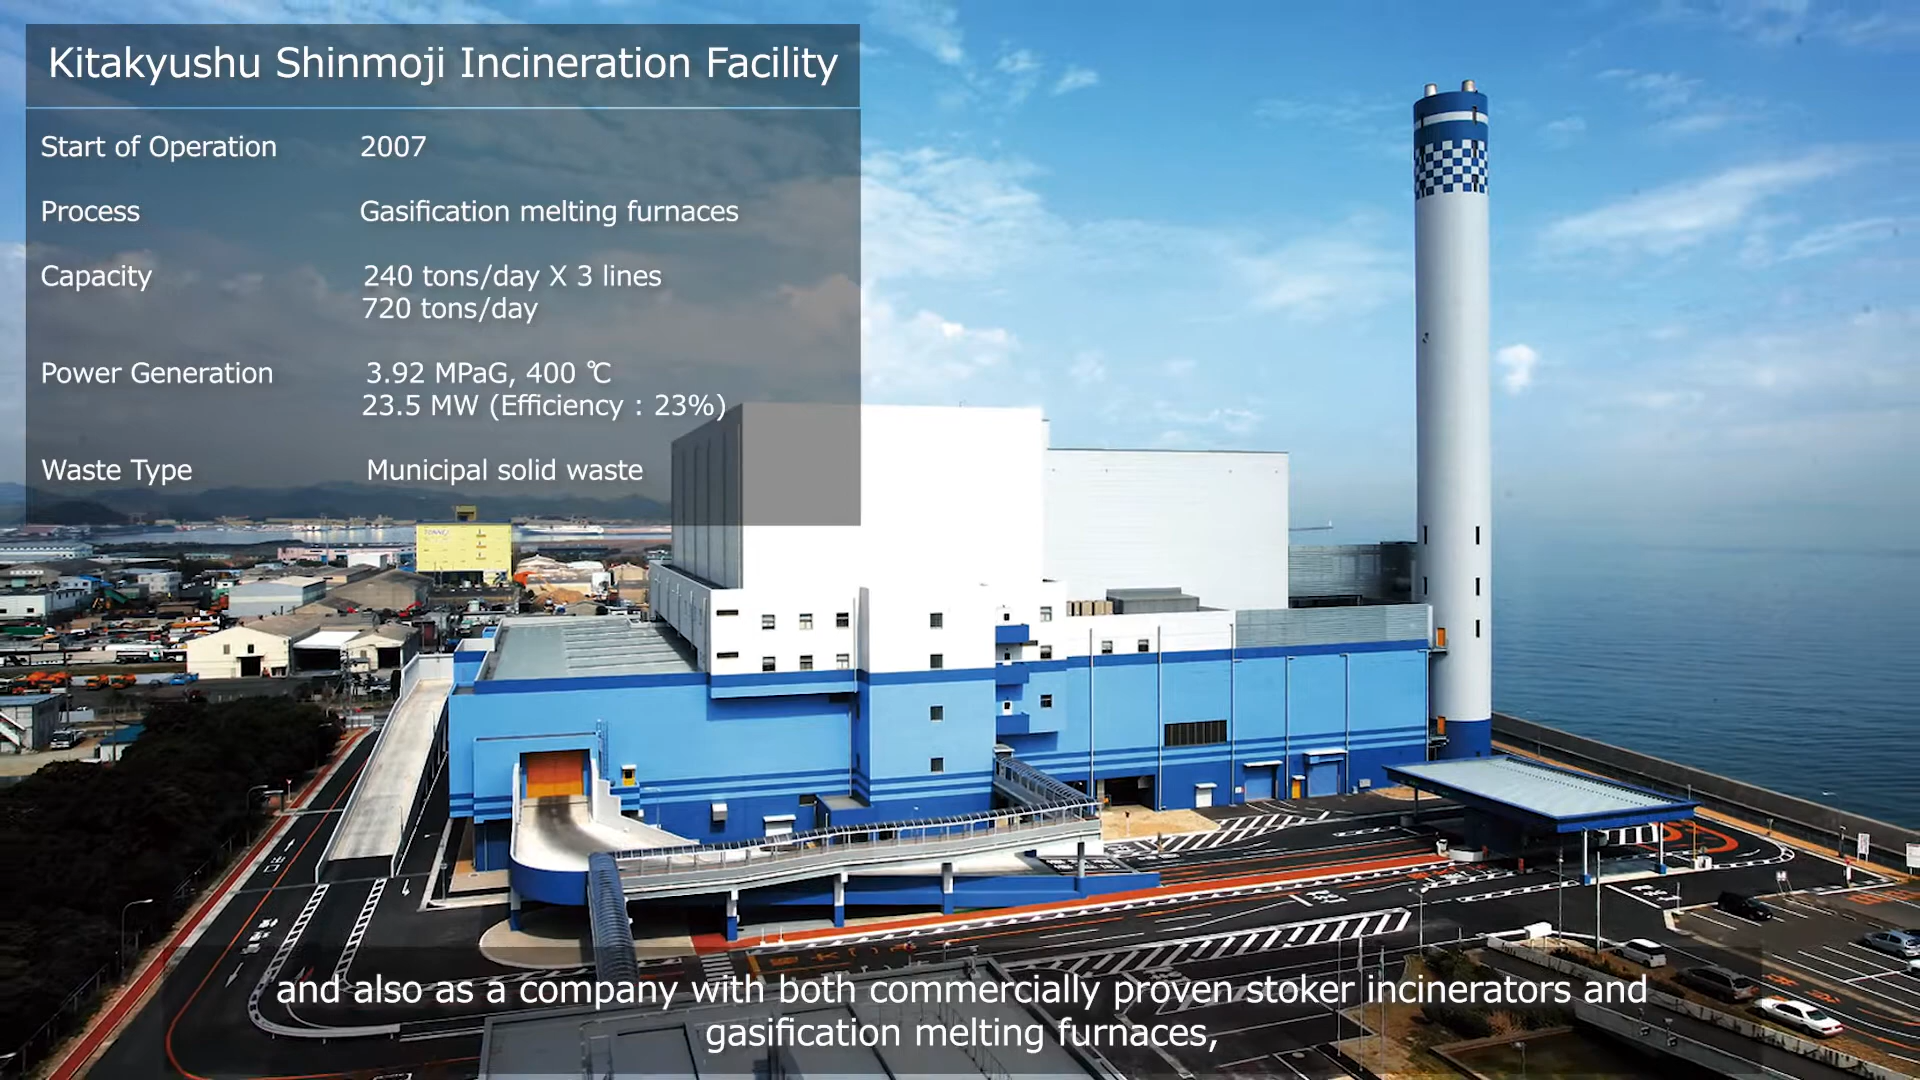 Kitakyushu Shinmoji Incineration Facility
Start of Operation 2007
Process Gasification melting furnaces
Capacity 240 tons/day X 3 lines
720 tons/day
Power Generation 3.92 MPaG, 400 ℃
23.5 MW (Efficiency : 23%)
Waste Type Municipal solid waste
and also as a company with both commercially proven stoker incinerators and
gasification melting furnaces,